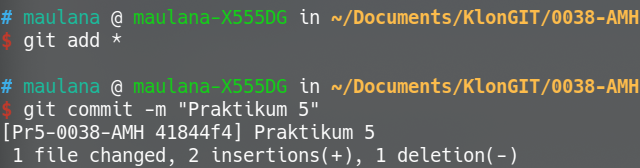 # maulana @ maulana-X555DG in ~/Documents/KlonGIT/0038-AMH
$ git add *
# maulana @ maulana-X555DG in ~/Documents/KlonGIT/0038-AMH
$ git commit -m "Praktikum 5"
[Pr5-0038-AMH 41844f4] Praktikum 5
1 file changed, 2 insertions(+), 1 deletion(-)